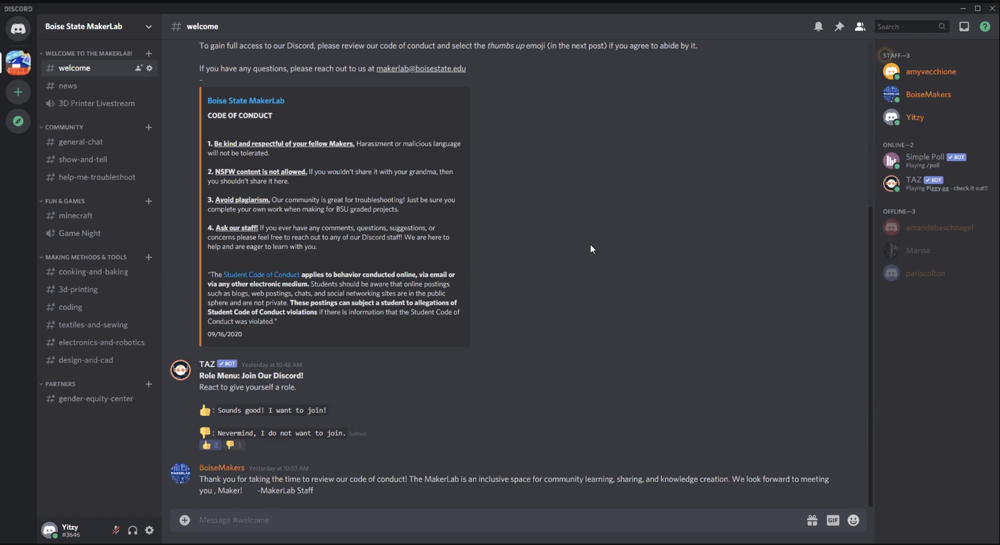 DISCORD
Boise State MakerLab
WELCOME TO THE MAKERLAB!
welcome
news
3D Printer Livestream
COMMUNITY
general-chat
show-and-tell
help-me-troubleshoot
FUN & GAMES
minecraft
Game Night
MAKING METHODS & TOOLS
cooking-and-baking
3d-printing
coding
textiles-and-sewing
electronics-and-robotics
design-and-cad
PARTNERS
gender-equity-center
Yitzy
#3646
# welcome
Search
To gain full access to our Discord, please review our code of conduct and select the thumbs up emoji (in the next post) if you agree to abide by it.
If you have any questions, please reach out to us at makerlab@boisestate.edu
-
Boise State MakerLab
CODE OF CONDUCT
1. Be kind and respectful of your fellow Makers. Harassment or malicious language
will not be tolerated.
2. NSFW content is not allowed. If you wouldn't share it with your grandma, then
you shouldn't share it here.
3. Avoid plagiarism. Our community is great for troubleshooting! Just be sure you
complete your own work when making for BSU graded projects.
4. Ask our staff! If you ever have any comments, questions, suggestions, or
concerns please feel free to reach out to any of our Discord staff! We are here to
help and are eager to learn with you.
"The Student Code of Conduct applies to behavior conducted online, via email or
via any other electronic medium. Students should be aware that online postings
such as blogs, web postings, chats, and social networking sites are in the public
sphere and are not private. These postings can subject a student to allegations of
Student Code of Conduct violations if there is information that the Student Code of
Conduct was violated."
09/16/2020
TAZ ✓ BOT Yesterday at 10:48 AM
Role Menu: Join Our Discord!
React to give yourself a role.
👍: Sounds good! I want to join!
👎: Nevermind, I do not want to join. (edited)
👍 2 👎 1
BoiseMakers Yesterday at 10:53 AM
MAKERLAB
Thank you for taking the time to review our code of conduct! The MakerLab is an inclusive space for community learning, sharing, and knowledge creation. We look forward to meeting
you , Maker! -MakerLab Staff
Message #welcome
GIF
STAFF—3
amyvecchione
MAKERLAB
BoiseMakers
Yitzy
ONLINE—2
Simple Poll ✓ BOT
Playing /poll
TAZ ✓ BOT
Playing Piggy.gg - check it out!!
OFFLINE—3
amandabaschnagel
Marisa
pariscolton